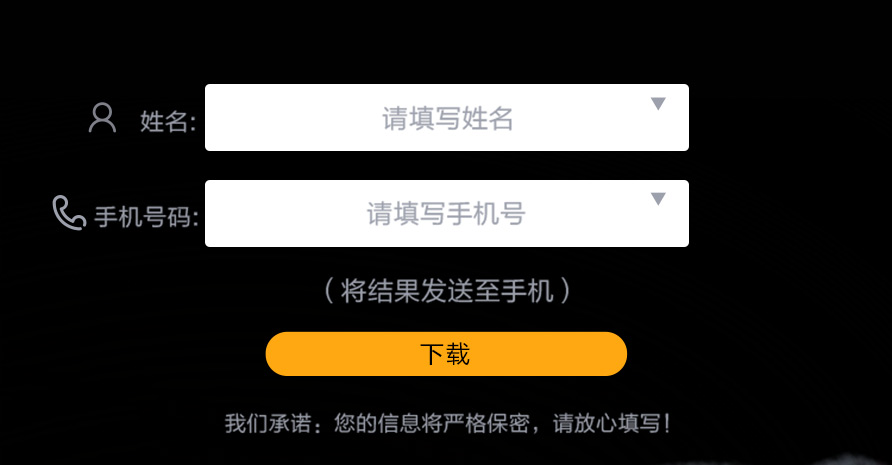 姓名: 请填写姓名
手机号码: 请填写手机号
（将结果发送至手机）
下载
我们承诺：您的信息将严格保密，请放心填写！